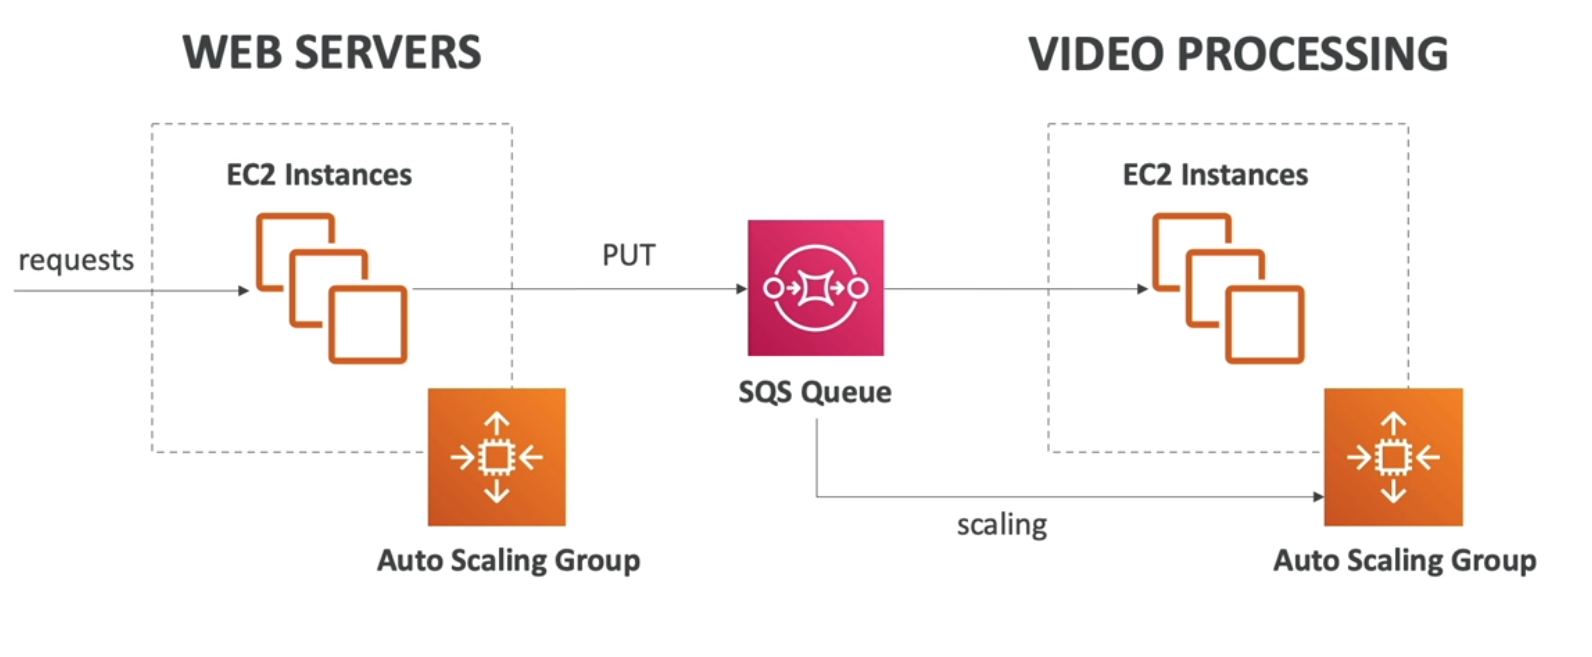 WEB SERVERS
VIDEO PROCESSING
EC2 Instances
EC2 Instances
requests
PUT
SQS Queue
scaling
Auto Scaling Group
Auto Scaling Group